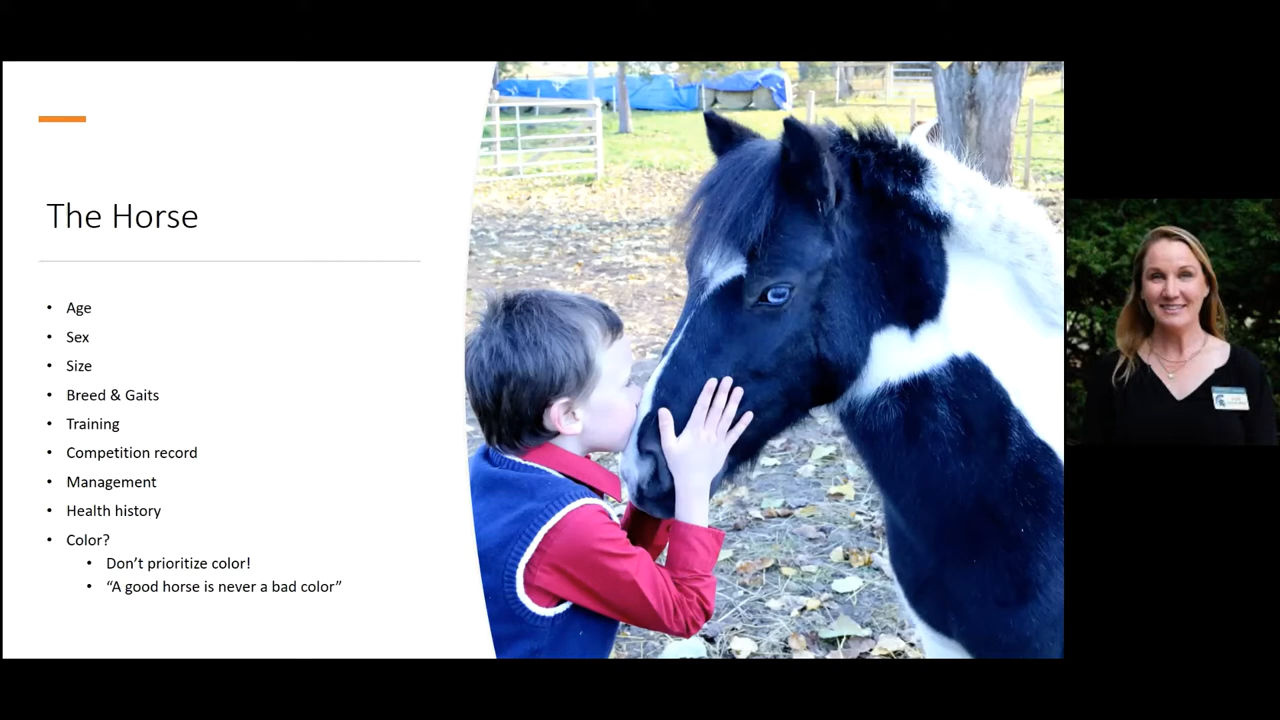 The Horse
• Age
• Sex
• Size
• Breed & Gaits
• Training
• Competition record
• Management
• Health history
• Color?
• Don’t prioritize color!
• “A good horse is never a bad color”